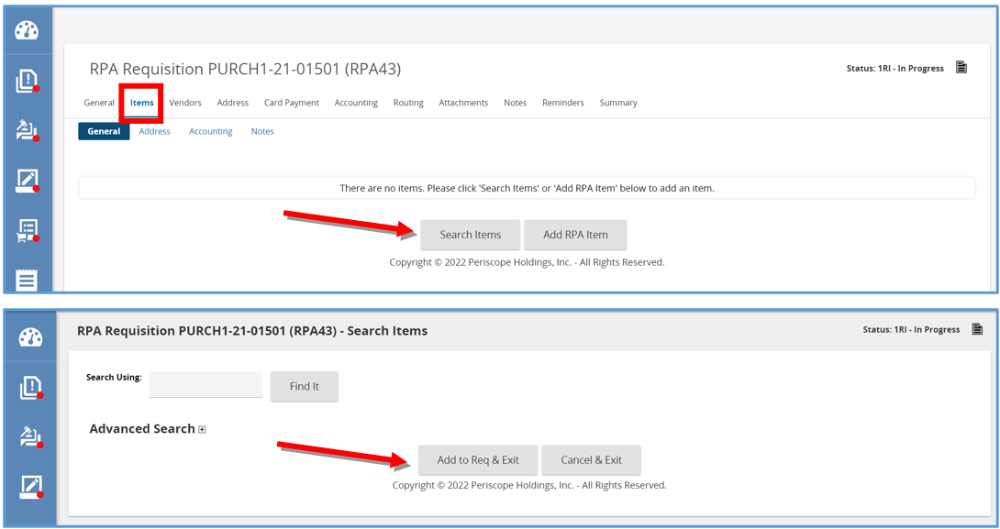 RPA Requisition PURCH1-21-01501 (RPA43)
Status: 1RI - In Progress
General Items Vendors Address Card Payment Accounting Routing Attachments Notes Reminders Summary
General Address Accounting Notes
There are no items. Please click 'Search Items' or 'Add RPA Item' below to add an item.
Search Items Add RPA Item
Copyright © 2022 Periscope Holdings, Inc. - All Rights Reserved.
RPA Requisition PURCH1-21-01501 (RPA43) - Search Items
Status: 1RI - In Progress
Search Using: Find It
Advanced Search
Add to Req & Exit Cancel & Exit
Copyright © 2022 Periscope Holdings, Inc. - All Rights Reserved.